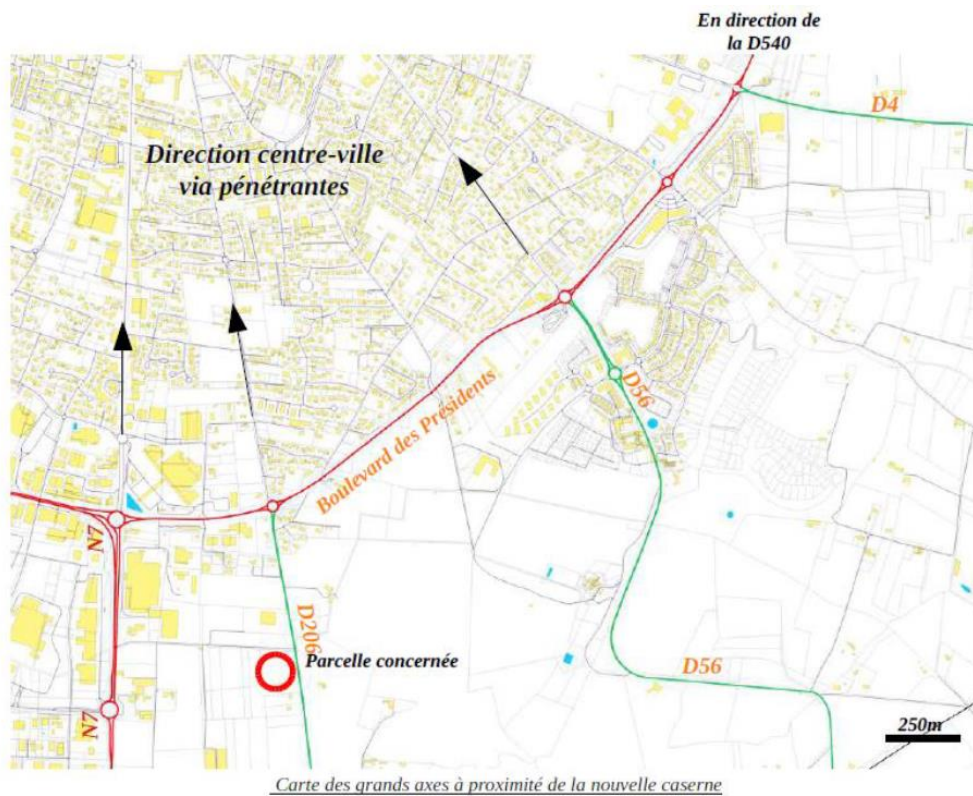 En direction de
la D540
D4
Direction centre-ville
via pénétrantes
Boulevard des Présidents
D56
N7
D206
Parcelle concernée
D56
N7
250m
Carte des grands axes à proximité de la nouvelle caserne